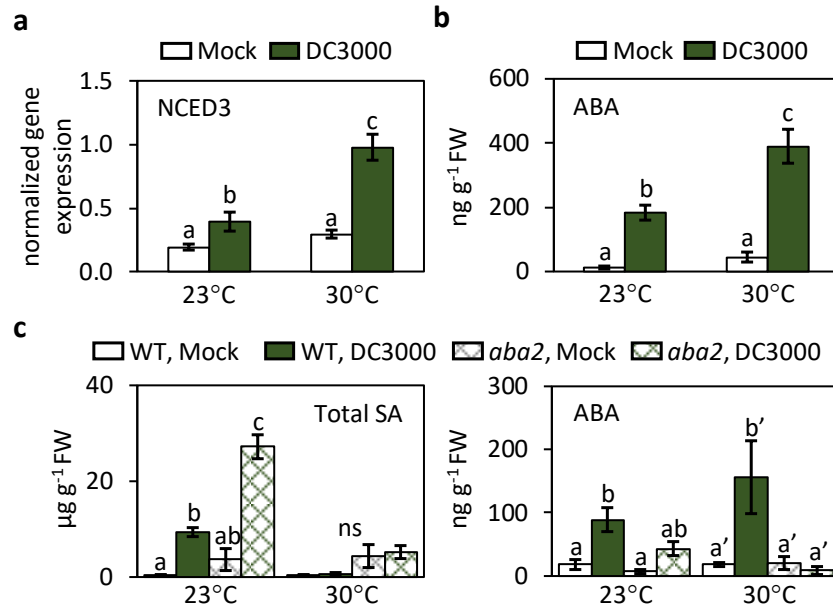 a
Mock DC3000
normalized gene
expression
1.5
1.0
0.5
0.0
NCED3
a b a c
23°C 30°C
b
Mock DC3000
ng g-1 FW
600
400
200
0
ABA
a b a c
23°C 30°C
c
WT, Mock WT, DC3000 aba2, Mock aba2, DC3000
µg g-1 FW
40
20
0
Total SA
a b ab c ns
23°C 30°C
ng g-1 FW
300
200
100
0
ABA
a b a ab a’ b’ a’ a’
23°C 30°C